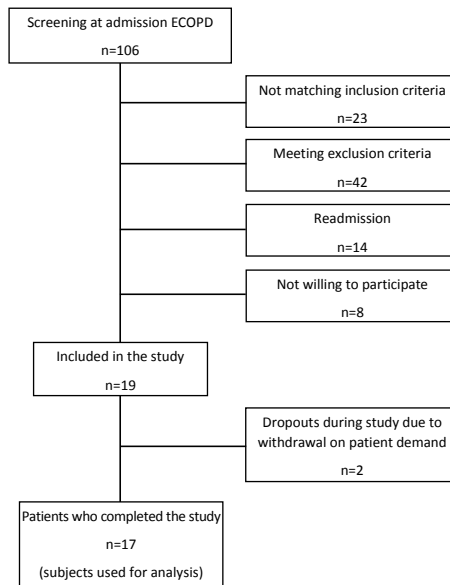 Screening at admission ECOPD
n=106
Not matching inclusion criteria
n=23
Meeting exclusion criteria
n=42
Readmission
n=14
Not willing to participate
n=8
Included in the study
n=19
Dropouts during study due to
withdrawal on patient demand
n=2
Patients who completed the study
n=17
(subjects used for analysis)